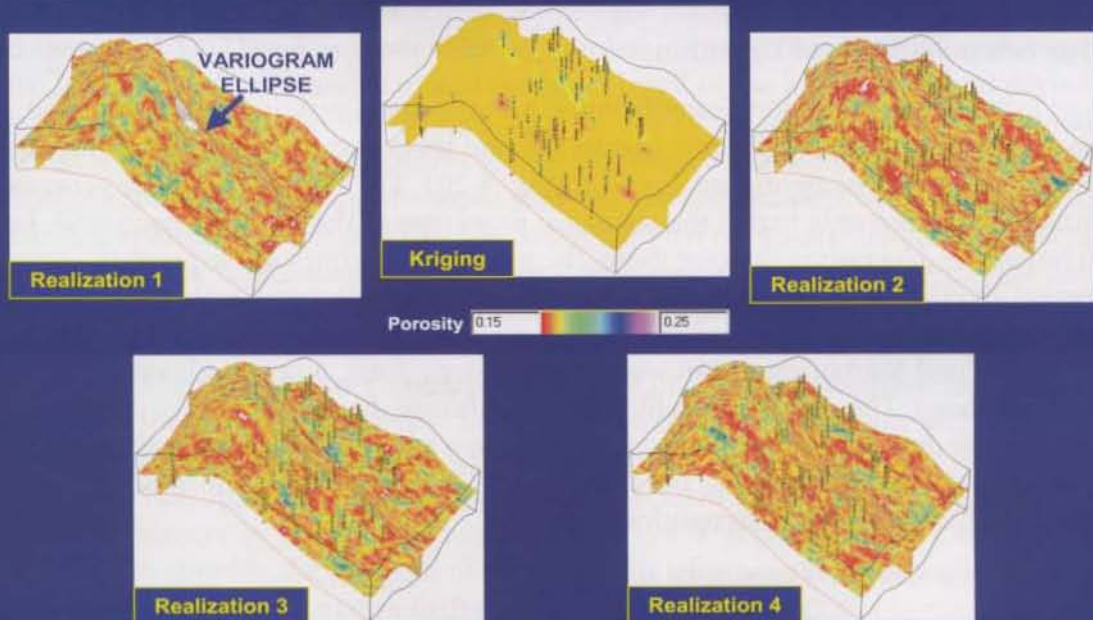 VARIOGRAM
ELLIPSE
Realization 1
Kriging
Realization 2
Porosity 0.15 0.25
Realization 3
Realization 4